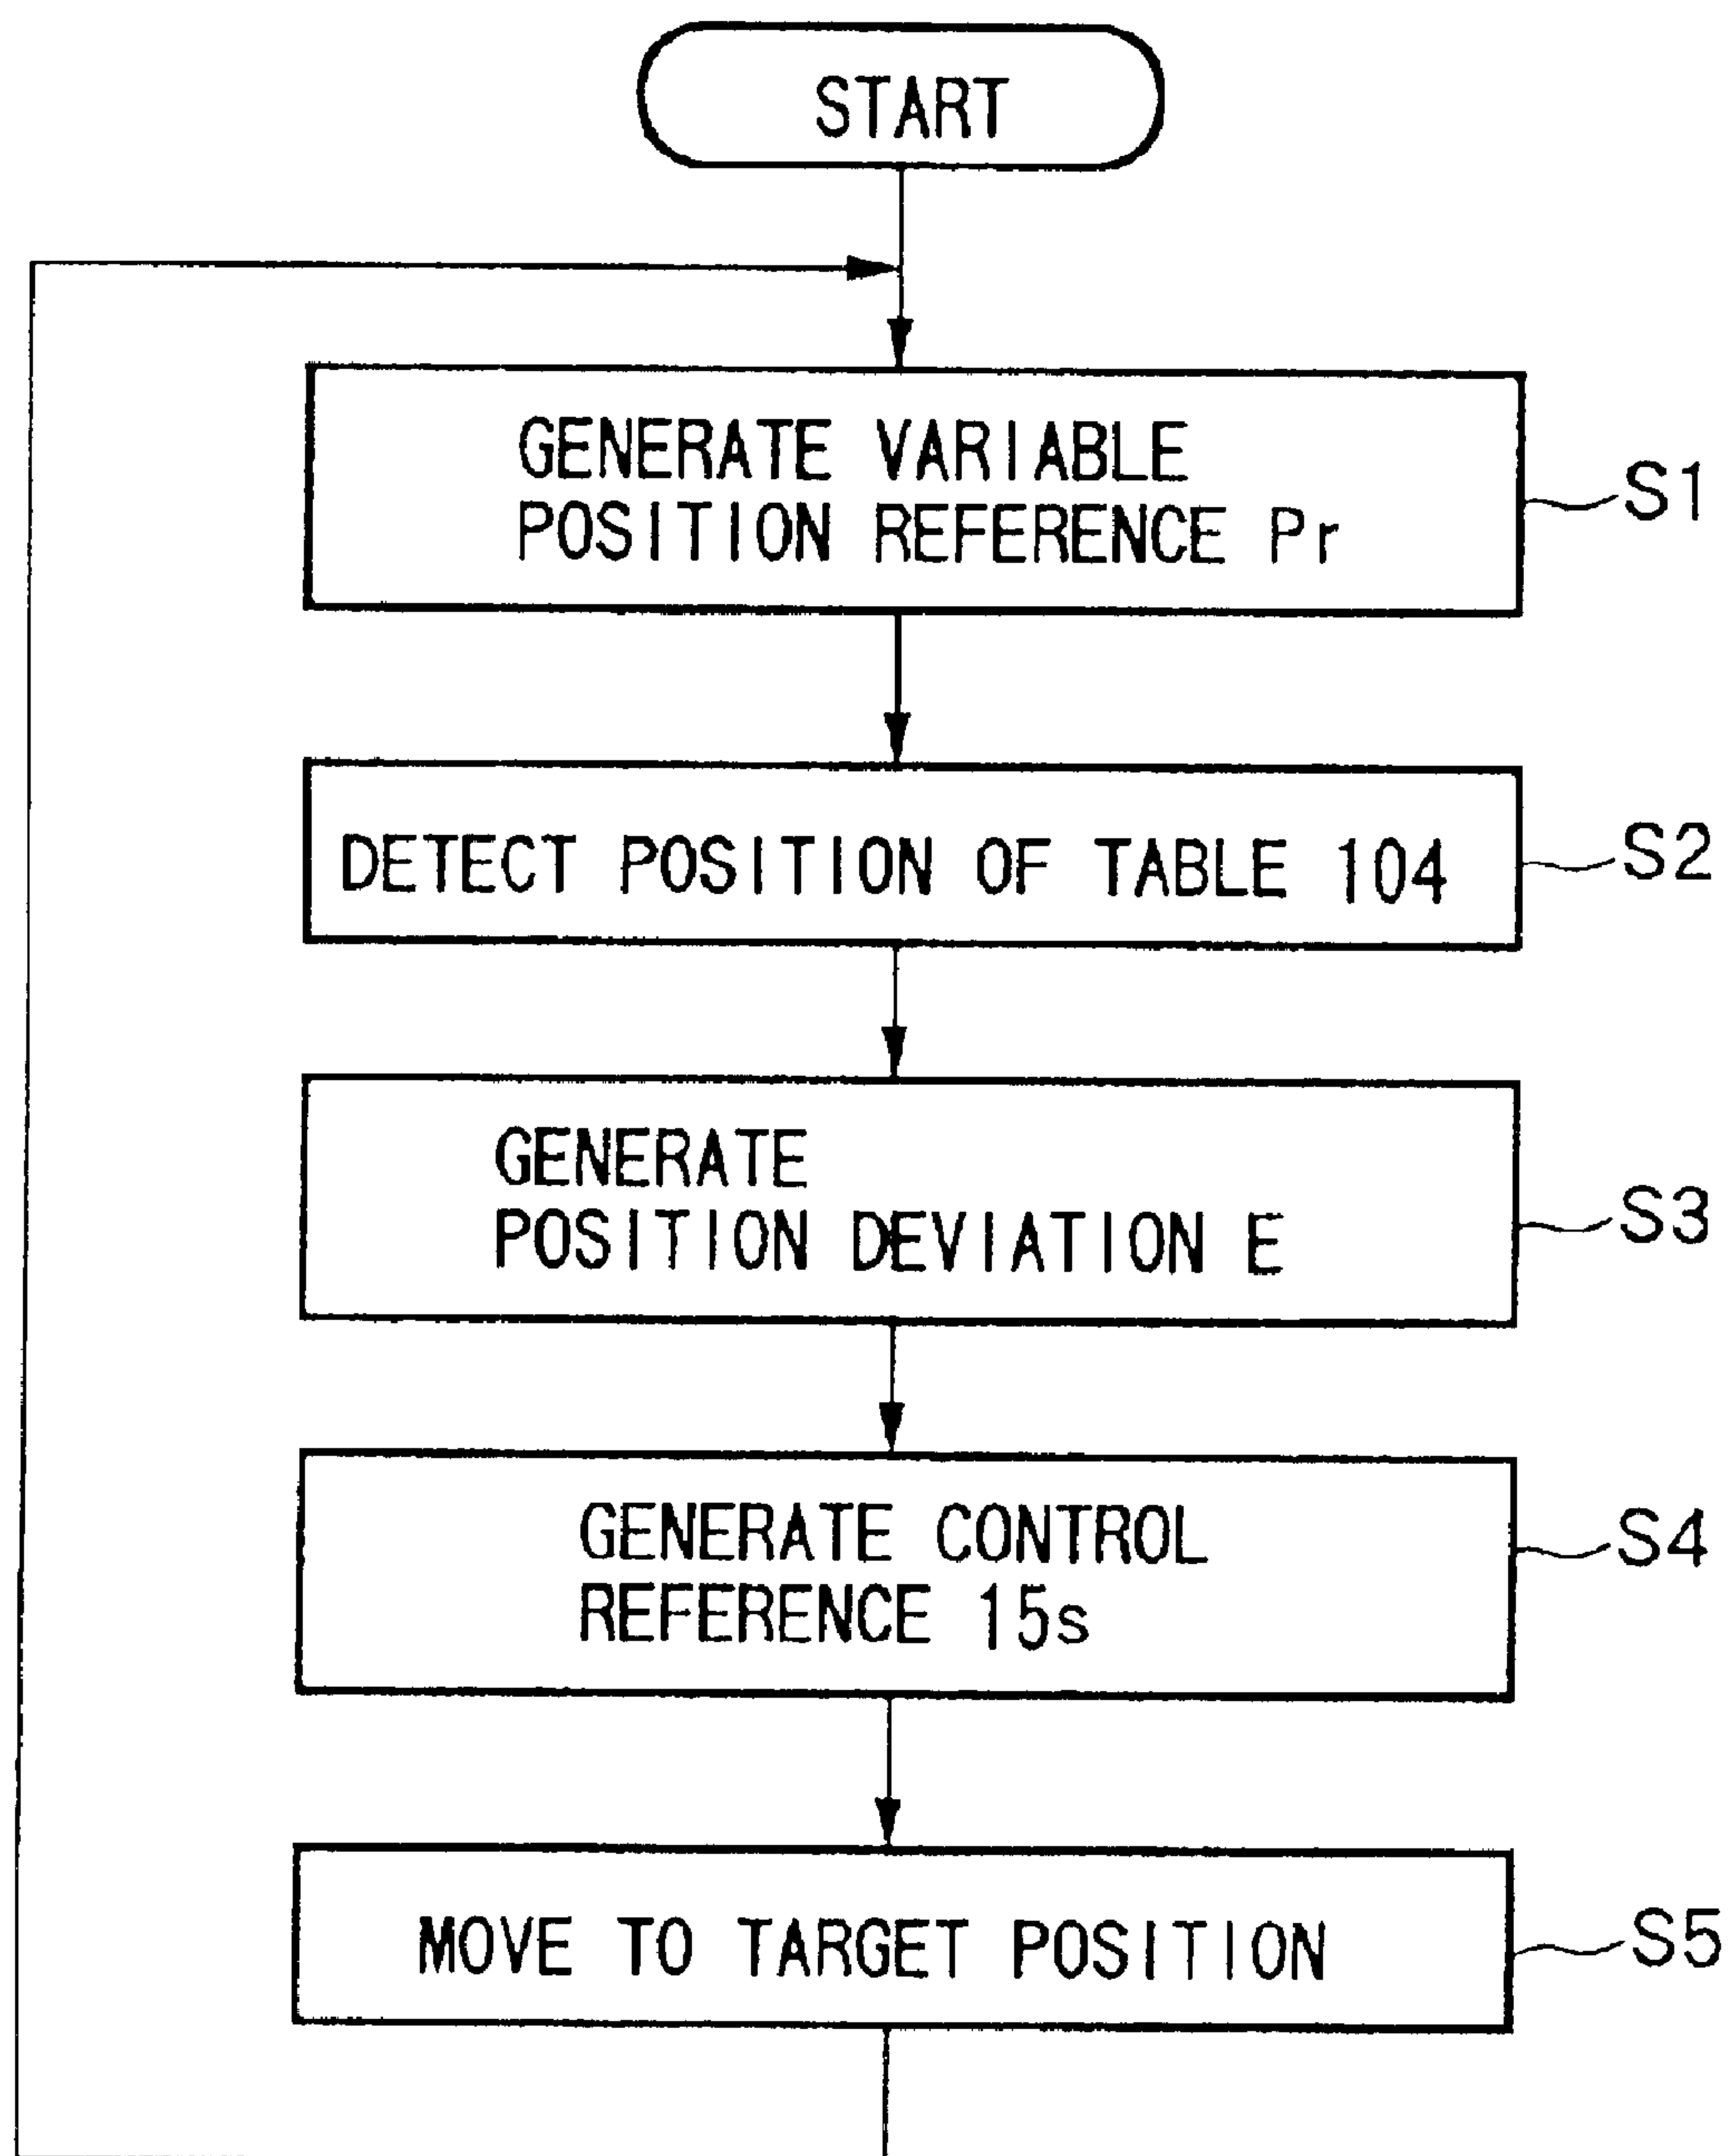 START
GENERATE VARIABLE
POSITION REFERENCE Pr
S1
DETECT POSITION OF TABLE 104
S2
GENERATE
POSITION DEVIATION E
S3
GENERATE CONTROL
REFERENCE 15s
S4
MOVE TO TARGET POSITION
S5